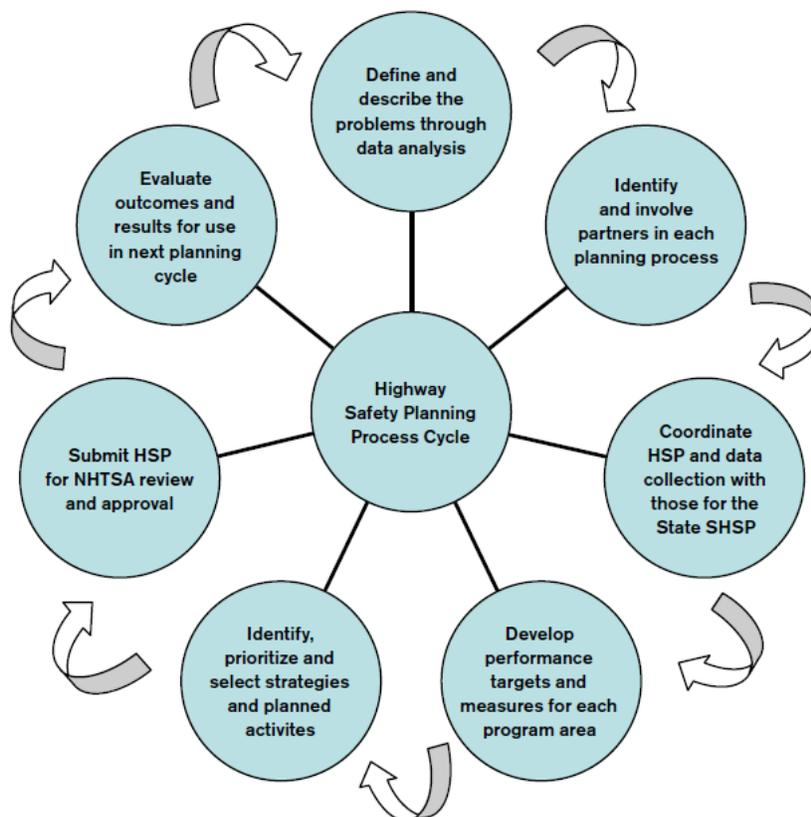 Define and
describe the
problems through
data analysis
Identify
and involve
partners in each
planning process
Coordinate
HSP and data
collection with
those for the
State SHSP
Develop
performance
targets and
measures for each
program area
Identify,
prioritize and
select strategies
and planned
activites
Submit HSP
for NHTSA review
and approval
Evaluate
outcomes and
results for use
in next planning
cycle
Highway
Safety Planning
Process Cycle